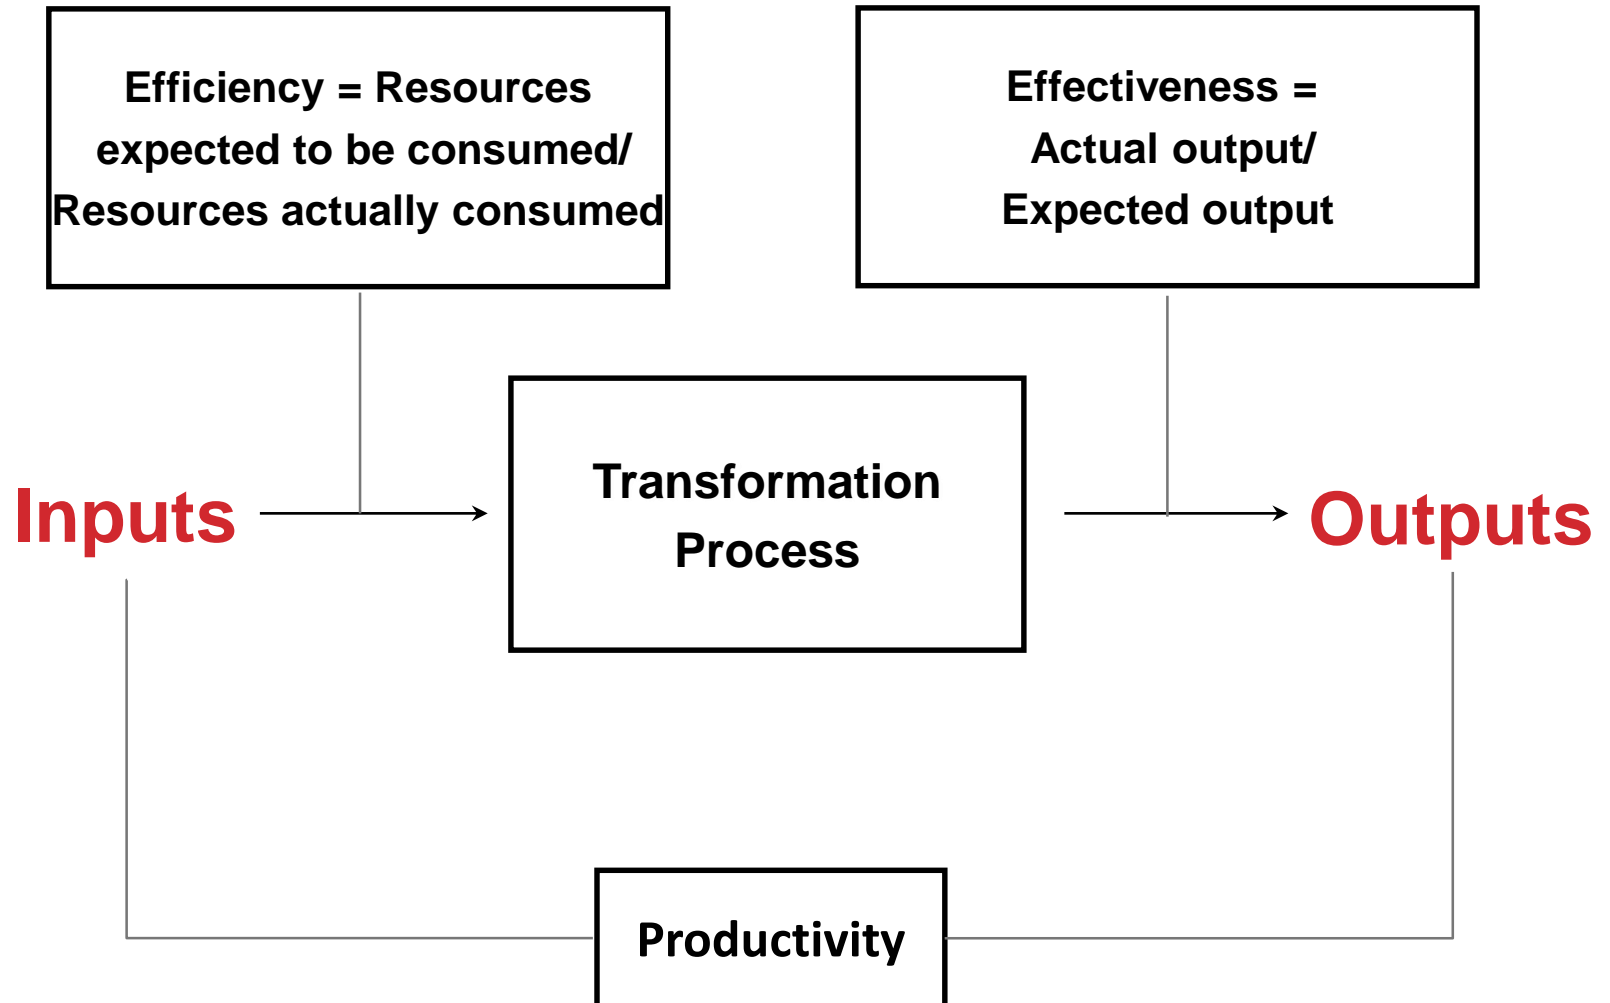 Efficiency = Resources
expected to be consumed/
Resources actually consumed
Effectiveness =
Actual output/
Expected output
Inputs
Transformation
Process
Outputs
Productivity